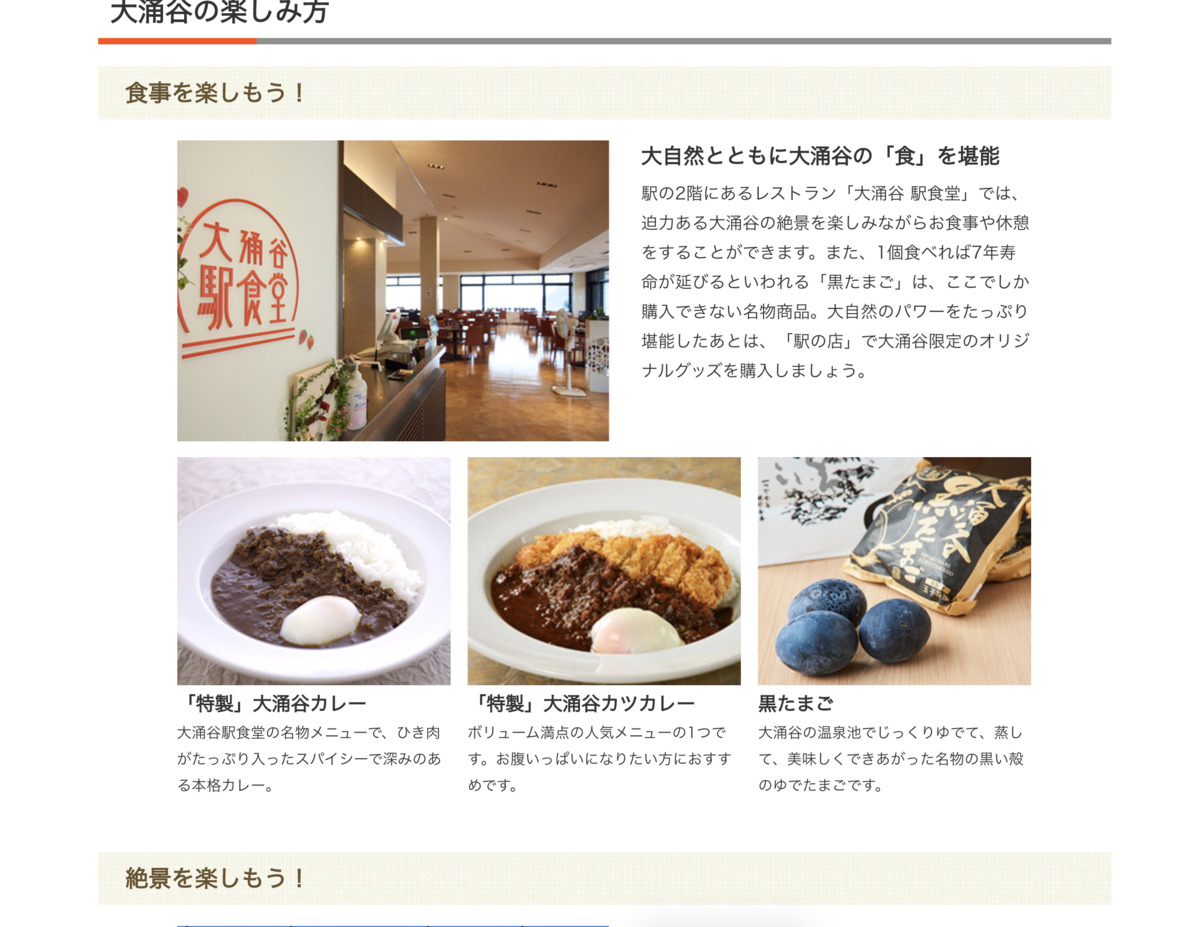 大涌谷の楽しみ方
食事を楽しもう！
大涌谷
駅食堂
大自然とともに大涌谷の「食」を堪能
駅の2階にあるレストラン「大涌谷 駅食堂」では、
迫力ある大涌谷の絶景を楽しみながらお食事や休憩
をすることができます。また、1個食べれば7年寿
命が延びるといわれる「黒たまご」は、ここでしか
購入できない名物商品。大自然のパワーをたっぷり
堪能したあとは、「駅の店」で大涌谷限定のオリジ
ナルグッズを購入しましょう。
大涌谷
黒たまご
「特製」大涌谷カレー
大涌谷駅食堂の名物メニューで、ひき肉
がたっぷり入ったスパイシーで深みのあ
る本格カレー。
「特製」大涌谷カツカレー
ボリューム満点の人気メニューの1つで
す。お腹いっぱいになりたい方におすす
めです。
黒たまご
大涌谷の温泉池でじっくりゆでて、蒸し
て、美味しくできあがった名物の黒い殻
のゆでたまごです。
絶景を楽しもう！